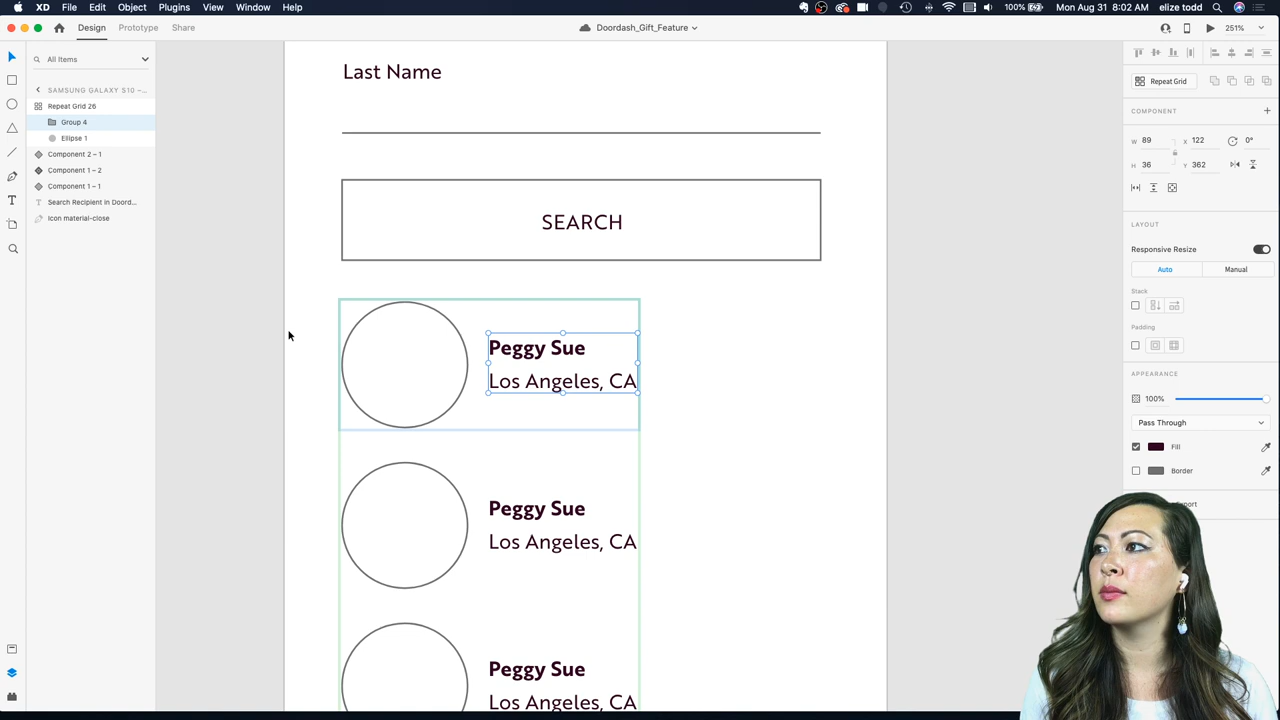 XD File Edit Object Plugins View Window Help 100% Mon Aug 31 8:02 AM elize todd
Design Prototype Share Doordash_Gift_Feature 251%
All Items
SAMSUNG GALAXY S10 –...
Repeat Grid 26
Group 4
Ellipse 1
Component 2 – 1
Component 1 – 2
Component 1 – 1
Search Recipient in Doord...
Icon material-close
Last Name
SEARCH
Peggy Sue
Los Angeles, CA
Peggy Sue
Los Angeles, CA
Peggy Sue
Los Angeles, CA
Repeat Grid
COMPONENT
W 89 X 122 0°
H 36 Y 362
LAYOUT
Responsive Resize
Auto Manual
Stack
Padding
APPEARANCE
100%
Pass Through
Fill
Border